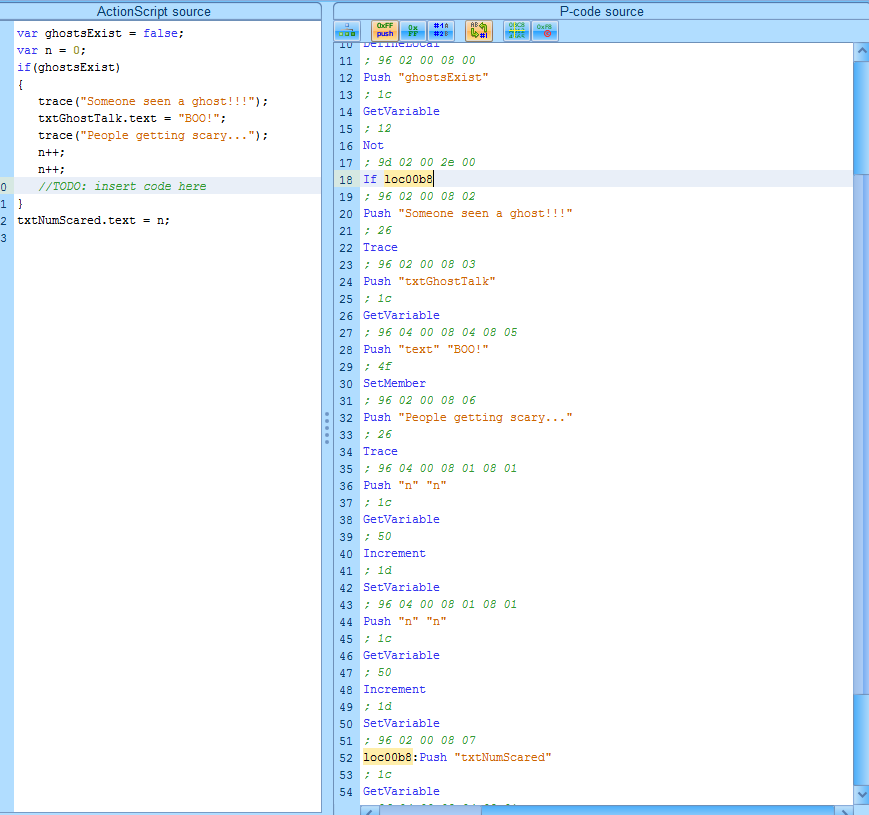 ActionScript source
var ghostsExist = false;
var n = 0;
if(ghostsExist)
{
trace("Someone seen a ghost!!!");
txtGhostTalk.text = "BOO!";
trace("People getting scary...");
n++;
n++;
0 //TODO: insert code here
1 }
2 txtNumScared.text = n;
3
P-code source
0xFF push
0x FF
#1A #2B
AB #!
0xFB
10 DefineLocal
11 ; 96 02 00 08 00
12 Push "ghostsExist"
13 ; 1c
14 GetVariable
15 ; 12
16 Not
17 ; 9d 02 00 2e 00
18 If loc00b8
19 ; 96 02 00 08 02
20 Push "Someone seen a ghost!!!"
21 ; 26
22 Trace
23 ; 96 02 00 08 03
24 Push "txtGhostTalk"
25 ; 1c
26 GetVariable
27 ; 96 04 00 08 04 08 05
28 Push "text" "BOO!"
29 ; 4f
30 SetMember
31 ; 96 02 00 08 06
32 Push "People getting scary..."
33 ; 26
34 Trace
35 ; 96 04 00 08 01 08 01
36 Push "n" "n"
37 ; 1c
38 GetVariable
39 ; 50
40 Increment
41 ; 1d
42 SetVariable
43 ; 96 04 00 08 01 08 01
44 Push "n" "n"
45 ; 1c
46 GetVariable
47 ; 50
48 Increment
49 ; 1d
50 SetVariable
51 ; 96 02 00 08 07
52 loc00b8:Push "txtNumScared"
53 ; 1c
54 GetVariable